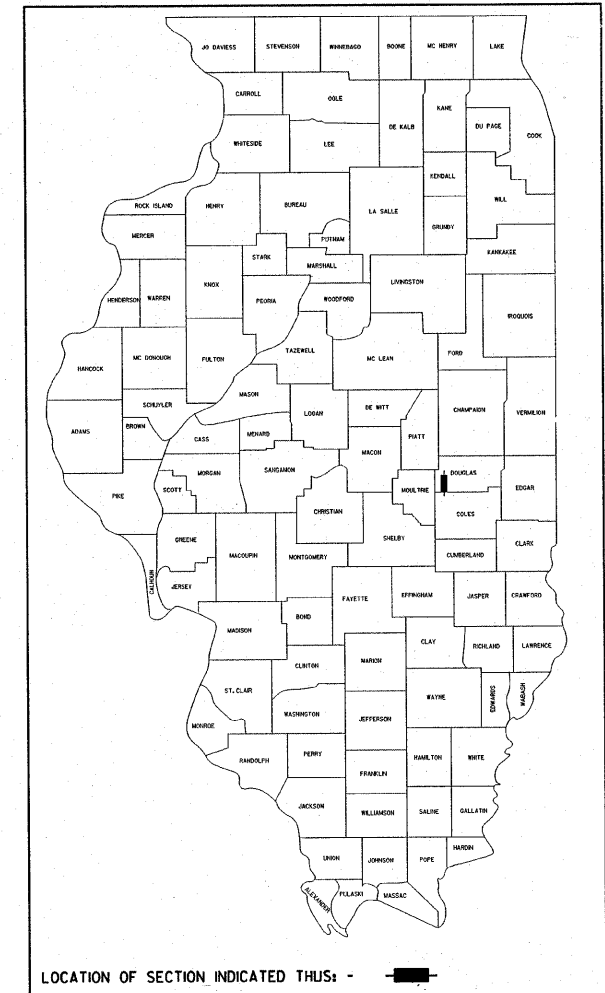 JO DAVIESS STEVENSON WINNEBAGO BOONE MC HENRY LAKE
CARROLL OGLE DE KALB KANE DU PAGE COOK
WHITESIDE LEE
KENDALL
ROCK ISLAND HENRY BUREAU LA SALLE WILL
MERCER PUTNAM GRUNDY
STARK MARSHALL KANKAKEE
HENDERSON WARREN KNOX PEORIA WOODFORD LIVINGSTON IROQUOIS
HANCOCK MC DONOUGH FULTON TAZEWELL MC LEAN FORD
MASON
SCHUYLER LOGAN DE WITT CHAMPAION VERMILION
ADAMS BROWN CASS MENARD PIATT
MACON
MORGAN SANGAMON DOUGLAS
PIKE SCOTT CHRISTIAN MOULTRIE EDGAR
COLES
GREENE MACOUPIN MONTGOMERY SHELBY CLARK
CUMBERLAND
CALHOUN JERSEY FAYETTE EFFINGHAM JASPER CRAWFORD
BOND
MADISON CLAY RICHLAND LAWRENCE
CLINTON MARION
ST. CLAIR WAYNE EDWARDS WABASH
WASHINGTON JEFFERSON
MONROE
RANDOLPH PERRY HAMILTON WHITE
FRANKLIN
JACKSON WILLIAMSON SALINE GALLATIN
UNION JOHNSON POPE HARDIN
ALEXANDER PULASKI MASSAC
LOCATION OF SECTION INDICATED THUS: -